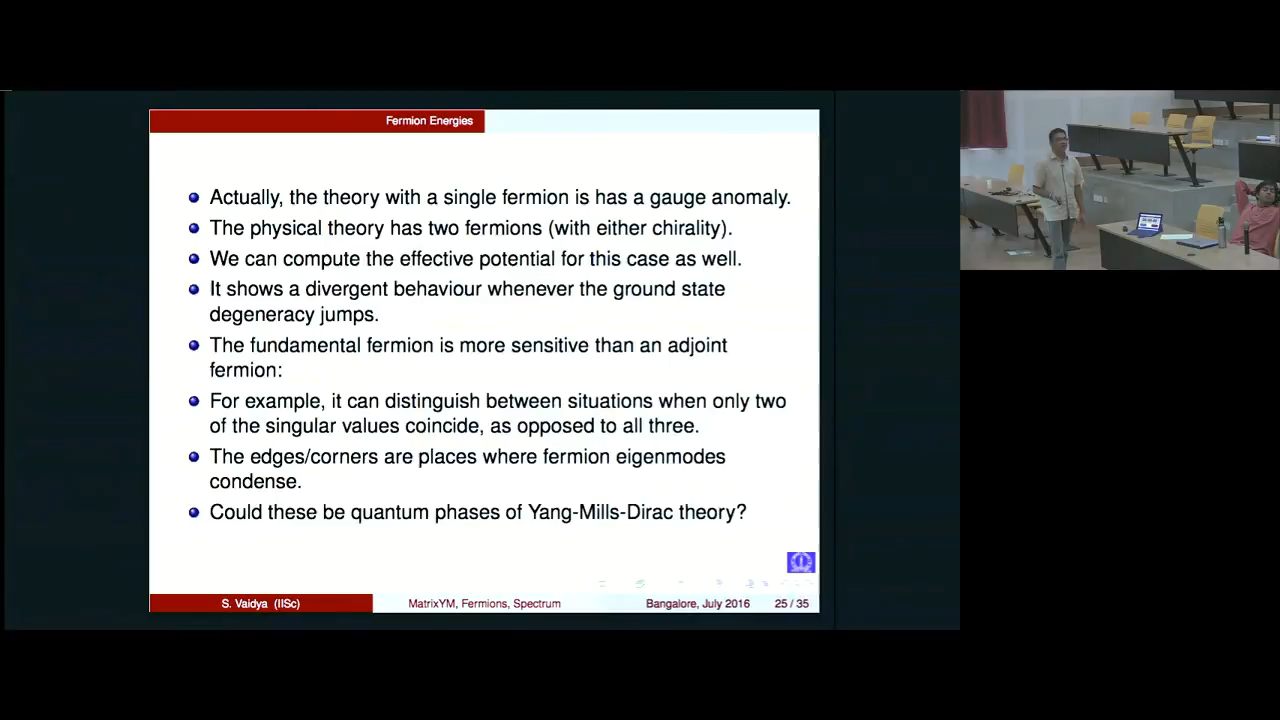 Fermion Energies
Actually, the theory with a single fermion is has a gauge anomaly.
The physical theory has two fermions (with either chirality).
We can compute the effective potential for this case as well.
It shows a divergent behaviour whenever the ground state
degeneracy jumps.
The fundamental fermion is more sensitive than an adjoint
fermion:
For example, it can distinguish between situations when only two
of the singular values coincide, as opposed to all three.
The edges/corners are places where fermion eigenmodes
condense.
Could these be quantum phases of Yang-Mills-Dirac theory?
S. Vaidya (IISc) MatrixYM, Fermions, Spectrum Bangalore, July 2016 25 / 35